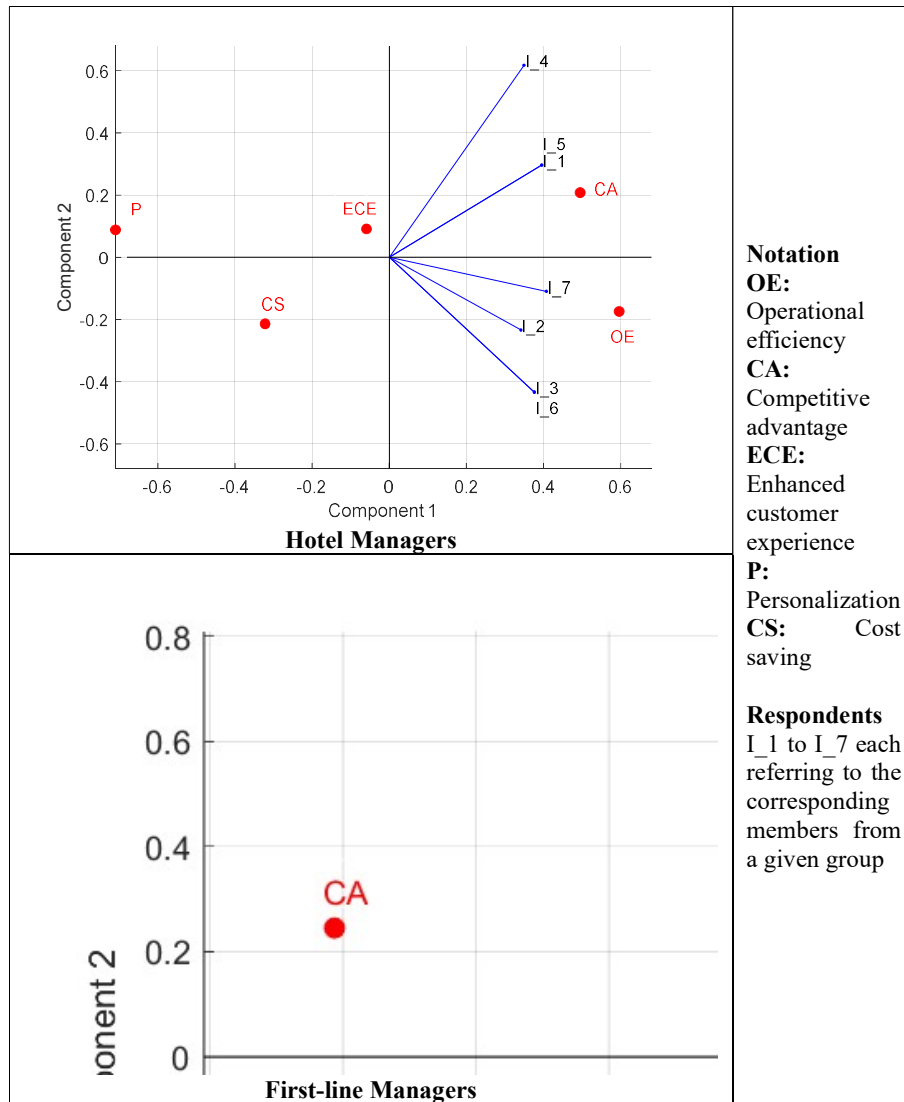 I_4
0.6
0.4
I_5
I_1
0.2
CA
P
ECE
Component 2
0
I_7
CS
-0.2
I_2
OE
-0.4
I_3
I_6
-0.6
-0.6 -0.4 -0.2 0 0.2 0.4 0.6
Component 1
Hotel Managers
0.8
0.6
0.4
CA
0.2
ponent 2
0
First-line Managers
Notation
OE:
Operational
efficiency
CA:
Competitive
advantage
ECE:
Enhanced
customer
experience
P:
Personalization
CS: Cost
saving
Respondents
I_1 to I_7 each
referring to the
corresponding
members from
a given group